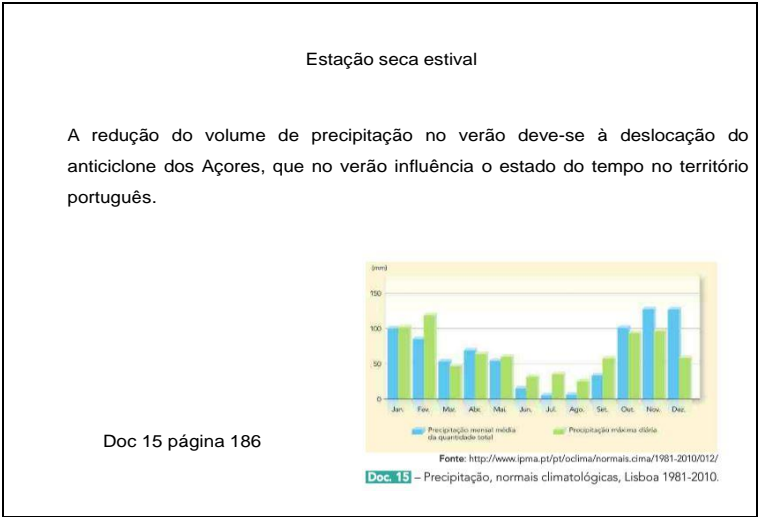 Estação seca estival
A redução do volume de precipitação no verão deve-se à deslocação do
anticiclone dos Açores, que no verão influência o estado do tempo no território
português.
(mm)
150
100
50
0
Jan. Fev. Mar. Abr. Mai. Jun. Jul. Ago. Set. Out. Nov. Dez.
Precipitação mensal média
da quantidade total
Precipitação máxima diária
Doc 15 página 186
Fonte: http://www.ipma.pt/pt/oclima/normais.cima/1981-2010/012/
Doc. 15 – Precipitação, normais climatológicas, Lisboa 1981-2010.